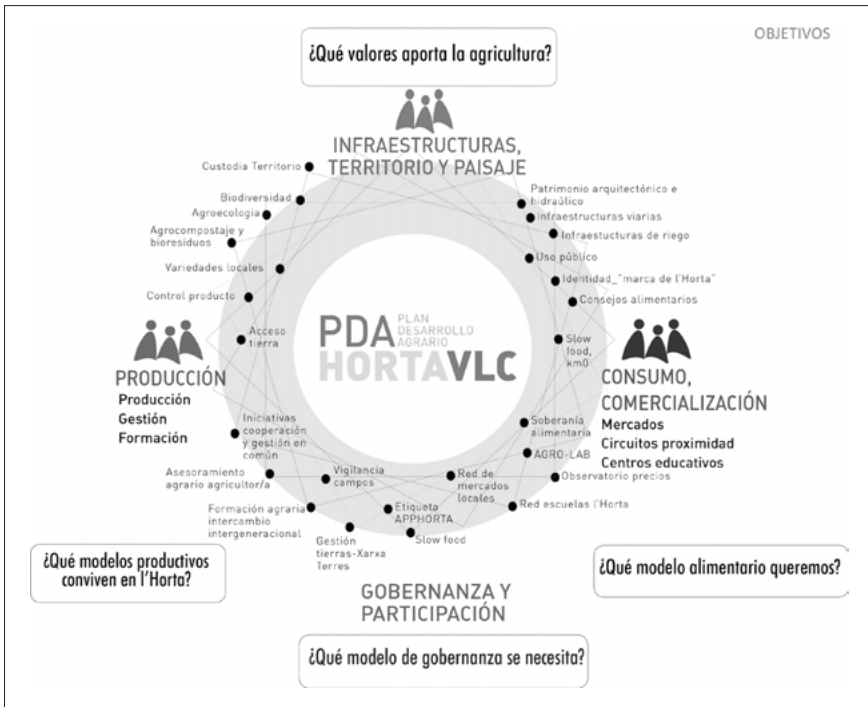 OBJETIVOS
¿Qué valores aporta la agricultura?
INFRAESTRUCTURAS,
TERRITORIO Y PAISAJE
Custodia Territorio
Biodiversidad
Agroecologia
Agrocompostaje y
bioresiduos
Variedades locales
Control producto
Acceso
tierra
Patrimonio arquitectónico e
hidraúlico
Infraestructuras viarias
Infraestucturas de riego
Uso público
Identidad_"marca de l'Horta"
Consejos alimentarios
Slow
food,
km0
PDA PLAN
DESARROLLO
AGRARIO
HORTAVLC
PRODUCCIÓN
Producción
Gestión
Formación
CONSUMO,
COMERCIALIZACIÓN
Mercados
Circuitos proximidad
Centros educativos
Iniciativas
cooperación
y gestión en
común
Asesoramiento
agrario agricultor/a
Vigilancia
campos
Formación agraria
intercambio
intergeneracional
Gestión
tierras-Xarxa
Terres
Etiqueta
APPHORTA
Slow food
Red de
mercados
locales
Soberanía
alimentaria
AGRO-LAB
Observatorio precios
Red escuelas l'Horta
¿Qué modelos productivos
conviven en l'Horta?
¿Qué modelo alimentario queremos?
GOBERNANZA Y
PARTICIPACIÓN
¿Qué modelo de gobernanza se necesita?